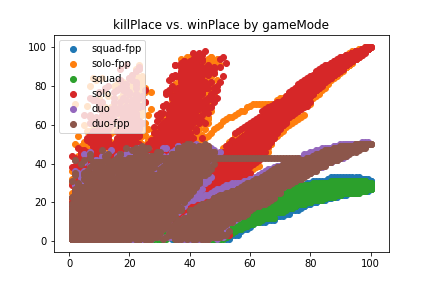 killPlace vs. winPlace by gameMode
squad-fpp
solo-fpp
squad
solo
duo
duo-fpp
100
80
60
40
20
0
0 20 40 60 80 100